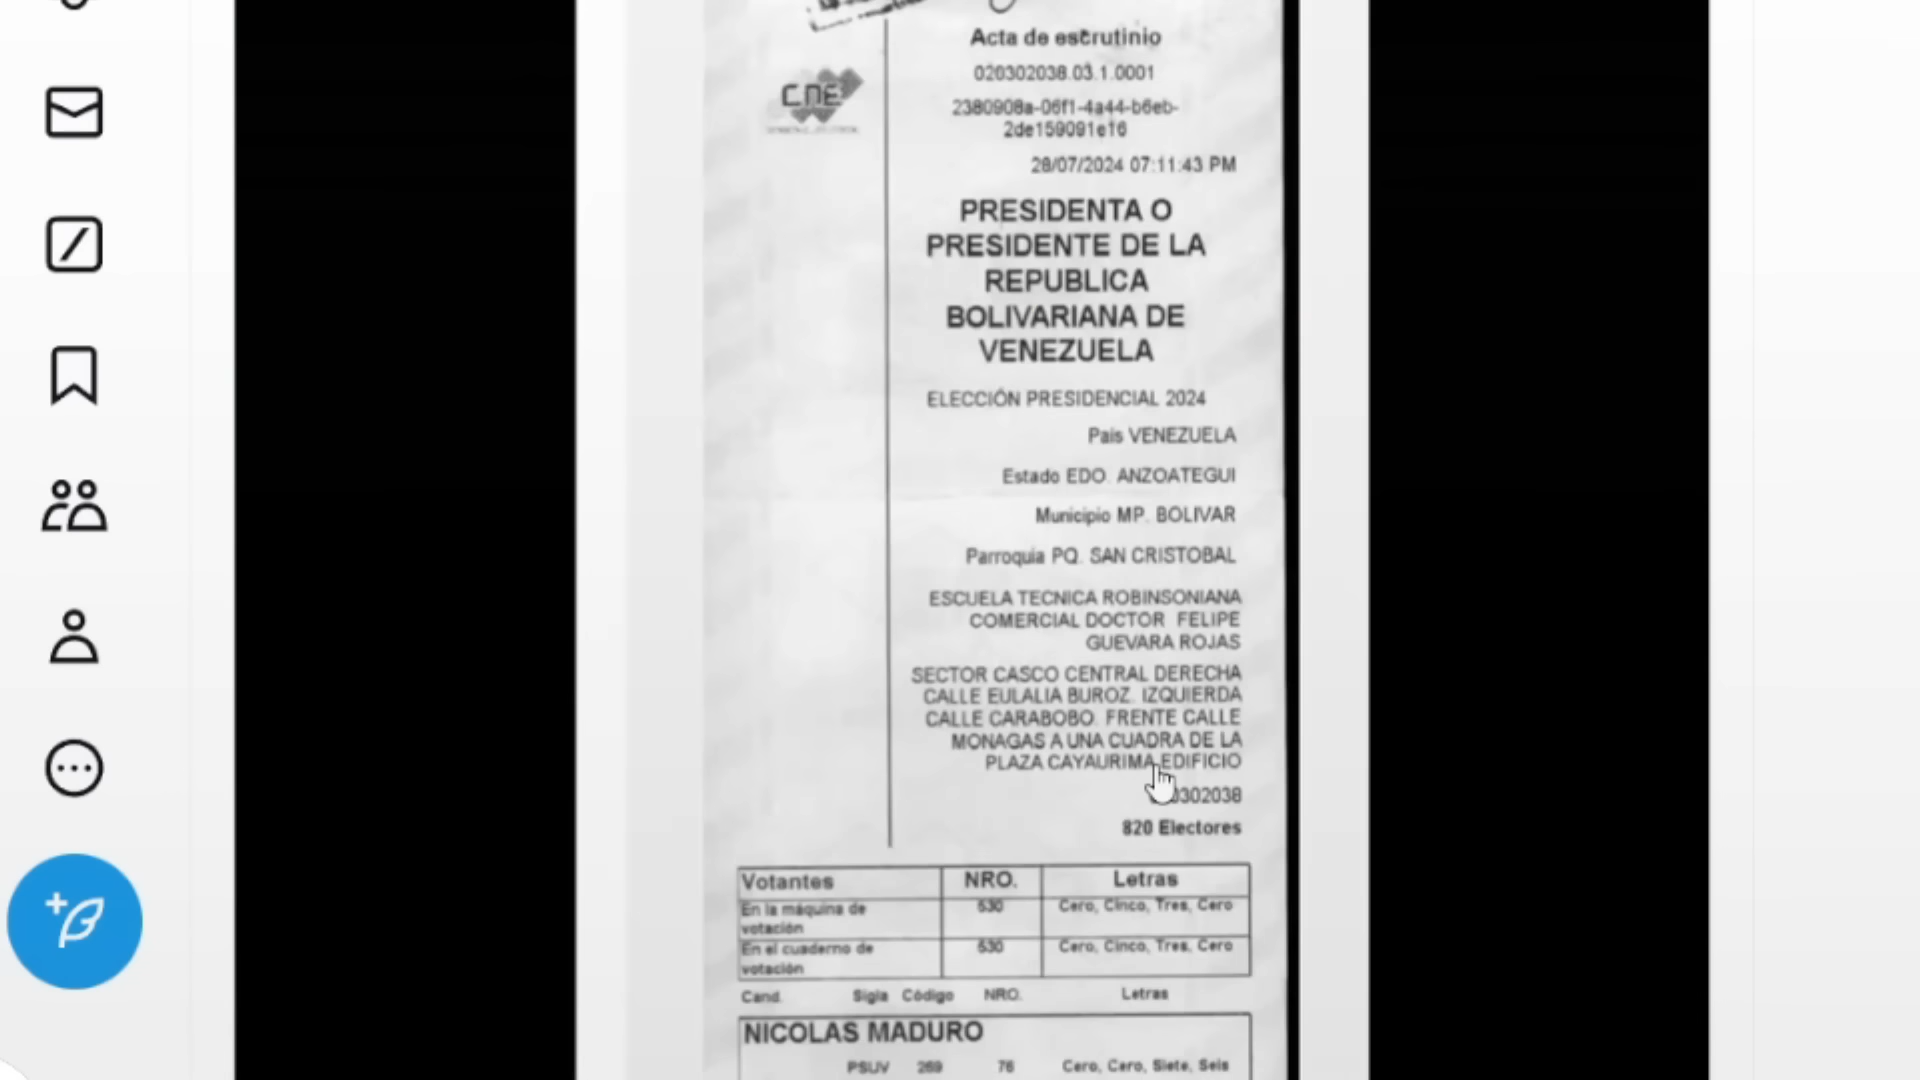 Acta de escrutinio
CNE
020302038.03.1.0001
2380908a-06f1-4a44-b6eb-
2de159091e16
28/07/2024 07:11:43 PM
PRESIDENTA O
PRESIDENTE DE LA
REPUBLICA
BOLIVARIANA DE
VENEZUELA
ELECCIÓN PRESIDENCIAL 2024
País VENEZUELA
Estado EDO. ANZOATEGUI
Municipio MP. BOLIVAR
Parroquia PQ. SAN CRISTOBAL
ESCUELA TECNICA ROBINSONIANA
COMERCIAL DOCTOR FELIPE
GUEVARA ROJAS
SECTOR CASCO CENTRAL DERECHA
CALLE EULALIA BUROZ. IZQUIERDA
CALLE CARABOBO. FRENTE CALLE
MONAGAS A UNA CUADRA DE LA
PLAZA CAYAURIMA EDIFICIO
820 Electores
Votantes NRO. Letras
En la máquina de votación 530 Cero, Cinco, Tres, Cero
En el cuaderno de votación 530 Cero, Cinco, Tres, Cero
Cand. Sigla Código NRO. Letras
NICOLAS MADURO
PSUV 269 76 Cero, Cero, Siete, Seis